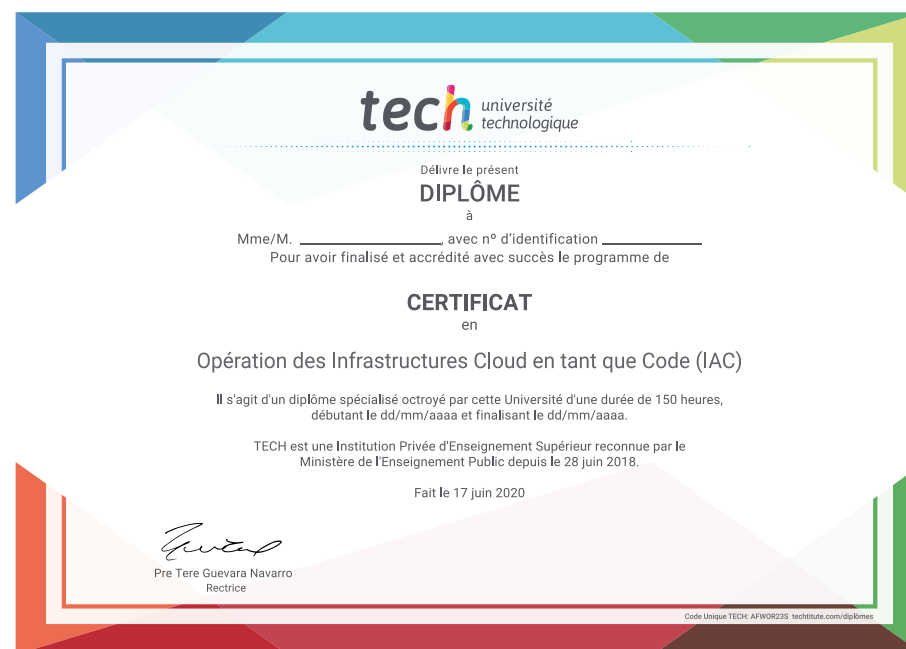 tech université
technologique
Délivre le présent
DIPLÔME
à
Mme/M. ____________________, avec nº d'identification ______________
Pour avoir finalisé et accrédité avec succès le programme de
CERTIFICAT
en
Opération des Infrastructures Cloud en tant que Code (IAC)
Il s'agit d'un diplôme spécialisé octroyé par cette Université d'une durée de 150 heures,
débutant le dd/mm/aaaa et finalisant le dd/mm/aaaa.
TECH est une Institution Privée d'Enseignement Supérieur reconnue par le
Ministère de l'Enseignement Public depuis le 28 juin 2018.
Fait le 17 juin 2020
Pre Tere Guevara Navarro
Rectrice
Code Unique TECH: AFWOR23S techtitute.com/diplômes